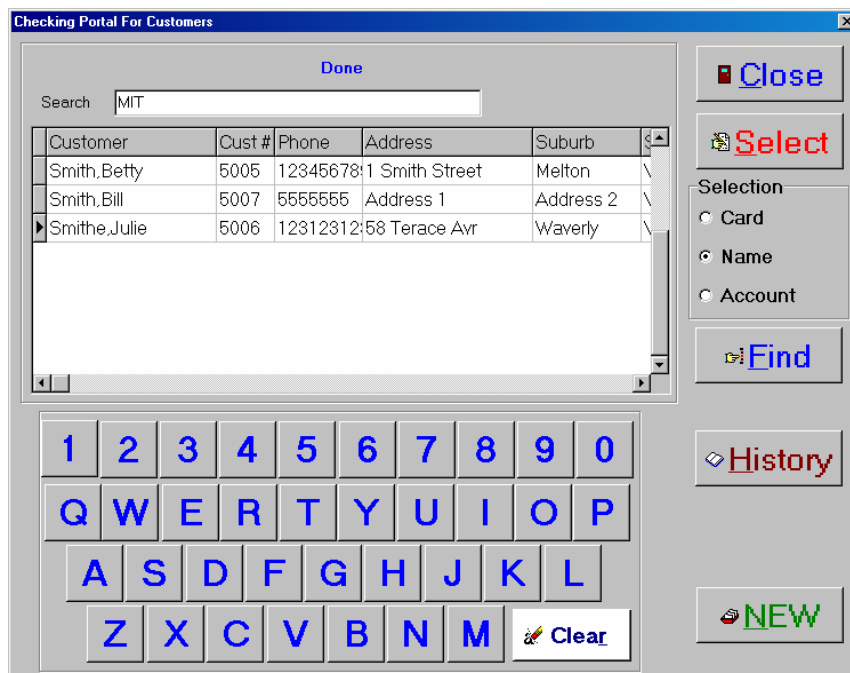 Checking Portal For Customers
Done
Close
Search MIT
Customer Cust # Phone Address Suburb
Select
Smith,Betty 5005 12345678 1 Smith Street Melton
Selection
Smith,Bill 5007 5555555 Address 1 Address 2
Card
Smithe,Julie 5006 12312312 58 Terace Avr Waverly
Name
Account
Find
1 2 3 4 5 6 7 8 9 0
History
Q W E R T Y U I O P
A S D F G H J K L
Z X C V B N M Clear
NEW